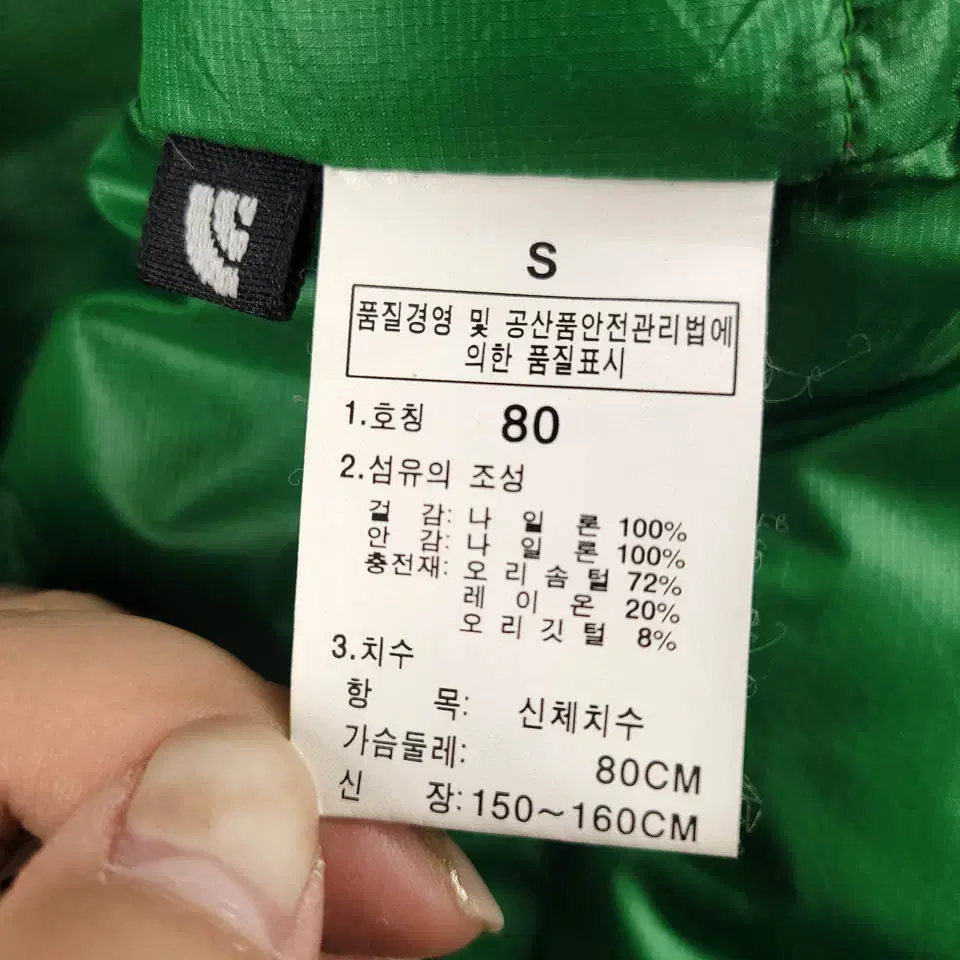 S
품질경영 및 공산품안전관리법에
의한 품질표시
1.호칭 80
2.섬유의 조성
걸 감: 나 일 론 100%
안 감: 나 일 론 100%
충전재: 오 리 솜 털 72%
레 이 온 20%
오 리 깃 털 8%
3.치수
항 목: 신체치수
가슴둘레: 80CM
신 장: 150~160CM